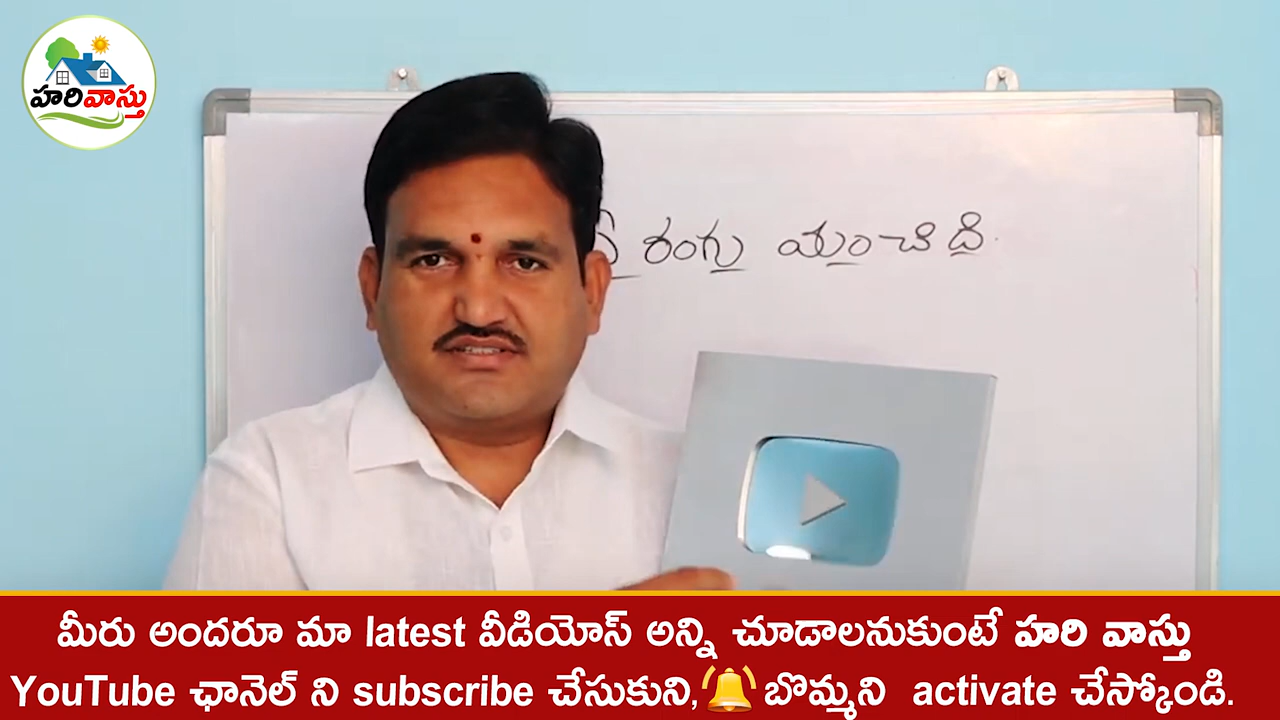 హరివాస్తు
రంగు మంచిది.
మీరు అందరూ మా latest వీడియోస్ అన్ని చూడాలనుకుంటే హరి వాస్తు
YouTube ఛానెల్ ని subscribe చేసుకుని,🔔బొమ్మని activate చేస్కోండి.